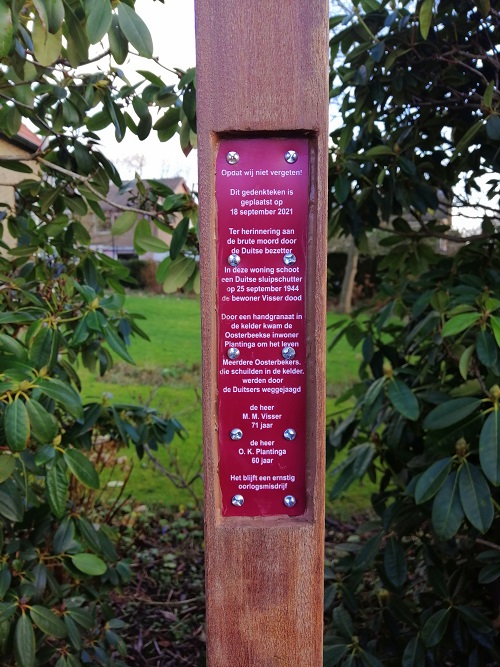 Opdat wij niet vergeten!
Dit gedenkteken is
geplaatst op
18 september 2021
Ter herinnering aan
de brute moord door
de Duitse bezetter
In deze woning schoot
een Duitse sluipschutter
op 25 september 1944
de bewoner Visser dood
Door een handgranaat in
de kelder kwam de
Oosterbeekse inwoner
Plantinga om het leven
Meerdere Oosterbekers,
die schuilden in de kelder,
werden door
de Duitsers weggejaagd
de heer
M. M. Visser
71 jaar
de heer
O. K. Plantinga
60 jaar
Het blijft een ernstig
oorlogsmisdrijf